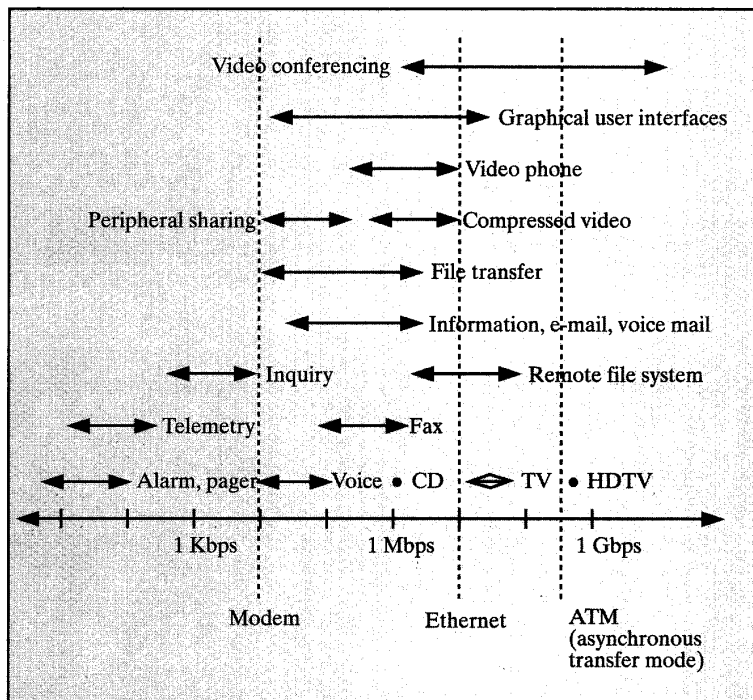 Video conferencing
Graphical user interfaces
Video phone
Peripheral sharing Compressed video
File transfer
Information, e-mail, voice mail
Inquiry Remote file system
Telemetry Fax
Alarm, pager Voice CD TV HDTV
1 Kbps 1 Mbps 1 Gbps
Modem Ethernet ATM
(asynchronous
transfer mode)